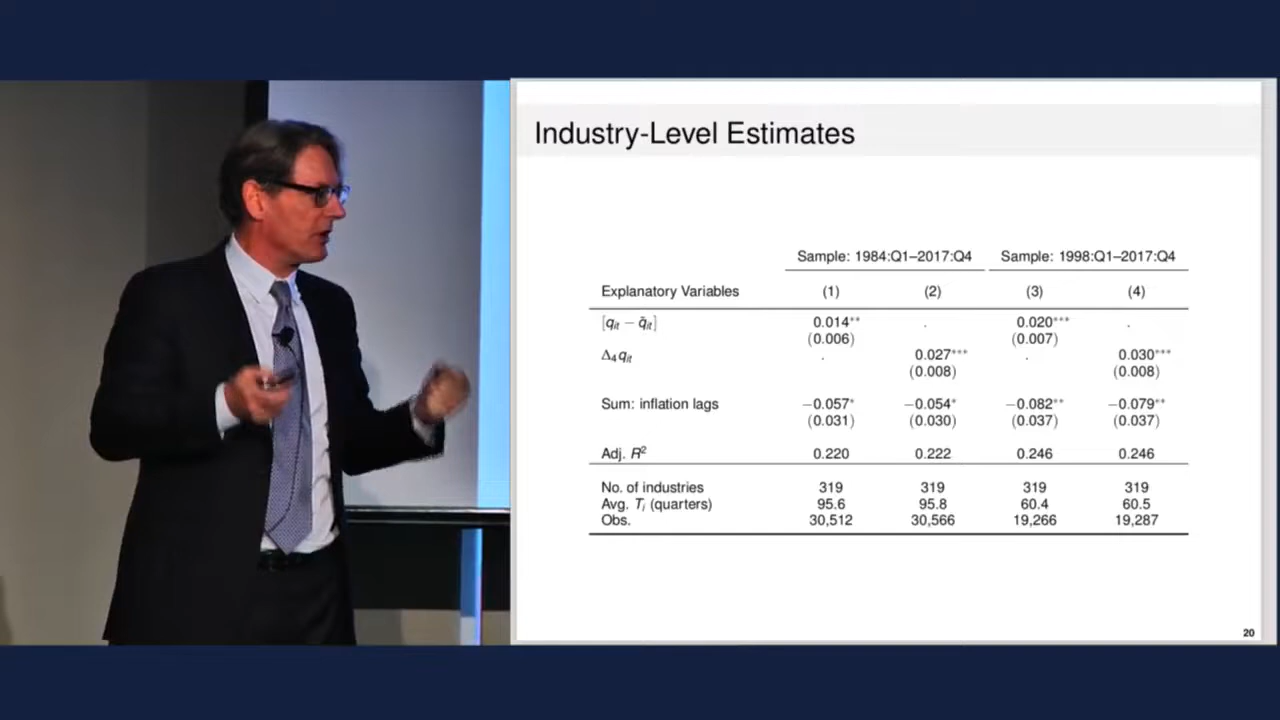 Industry-Level Estimates
Sample: 1984:Q1–2017:Q4 Sample: 1998:Q1–2017:Q4
Explanatory Variables (1) (2) (3) (4)
[qit − q̄it] 0.014** . 0.020*** .
(0.006) (0.007)
Δ4qit . 0.027*** . 0.030***
(0.008) (0.008)
Sum: inflation lags −0.057* −0.054* −0.082** −0.079**
(0.031) (0.030) (0.037) (0.037)
Adj. R² 0.220 0.222 0.246 0.246
No. of industries 319 319 319 319
Avg. Ti (quarters) 95.6 95.8 60.4 60.5
Obs. 30,512 30,566 19,266 19,287
20